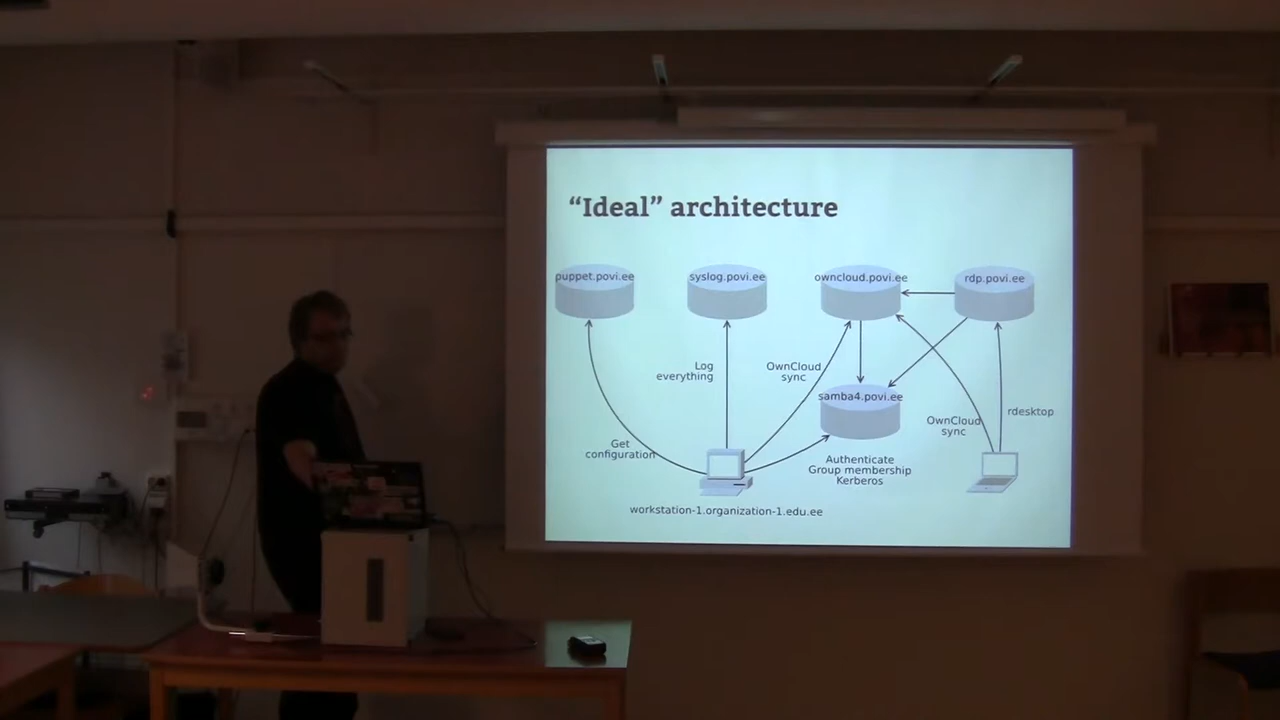 “Ideal” architecture
puppet.povi.ee
syslog.povi.ee
owncloud.povi.ee
rdp.povi.ee
Log
everything
OwnCloud
sync
samba4.povi.ee
OwnCloud
sync
rdesktop
Get
configuration
Authenticate
Group membership
Kerberos
workstation-1.organization-1.edu.ee